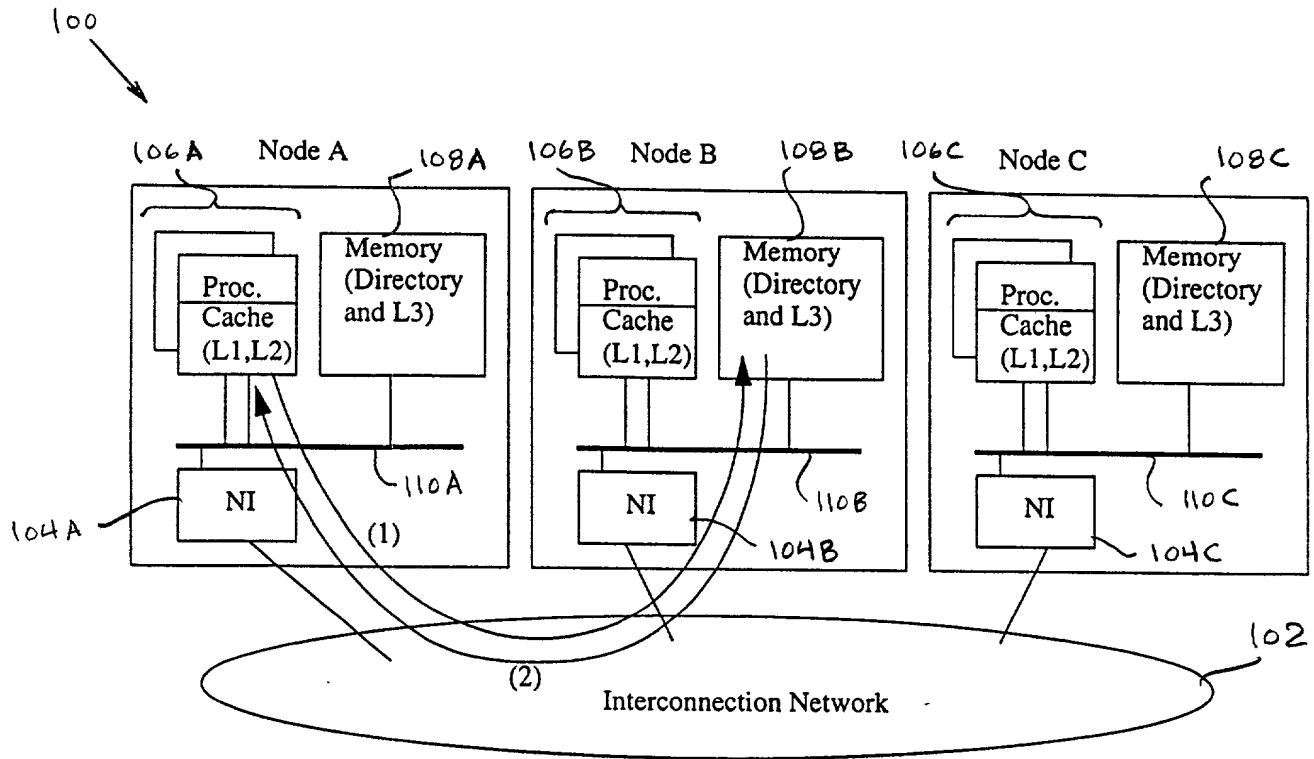 100
106A Node A 108A 106B Node B 108B 106C Node C 108C
Proc.
Cache
(L1,L2)
Memory
(Directory
and L3)
Proc.
Cache
(L1,L2)
Memory
(Directory
and L3)
Proc.
Cache
(L1,L2)
Memory
(Directory
and L3)
110A
110B
110C
104A NI
(1)
NI
104B
NI
104C
(2)
102
Interconnection Network